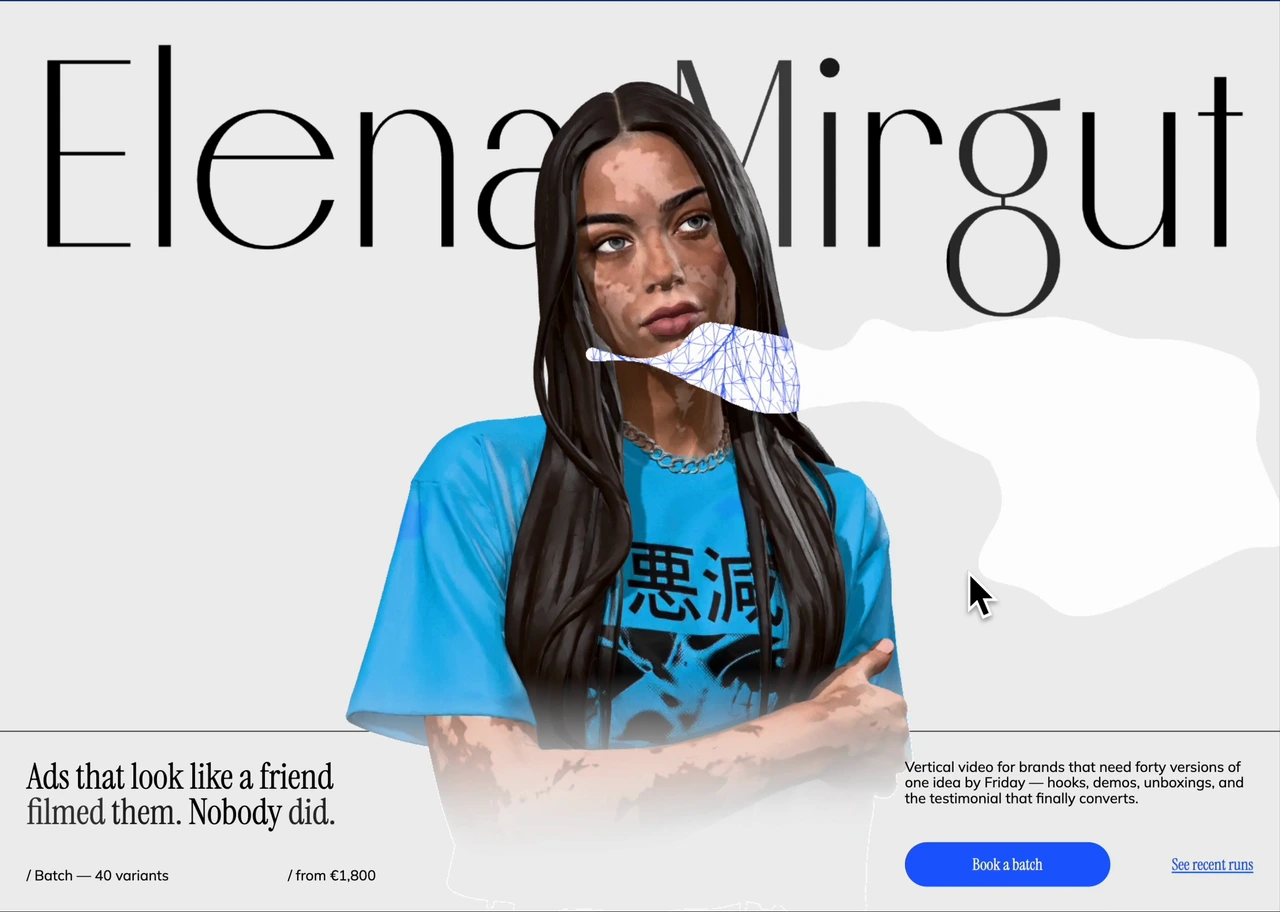 Elena Mirgut
悪減
Ads that look like a friend
filmed them. Nobody did.
/ Batch — 40 variants
/ from €1,800
Vertical video for brands that need forty versions of
one idea by Friday — hooks, demos, unboxings, and
the testimonial that finally converts.
Book a batch
See recent runs